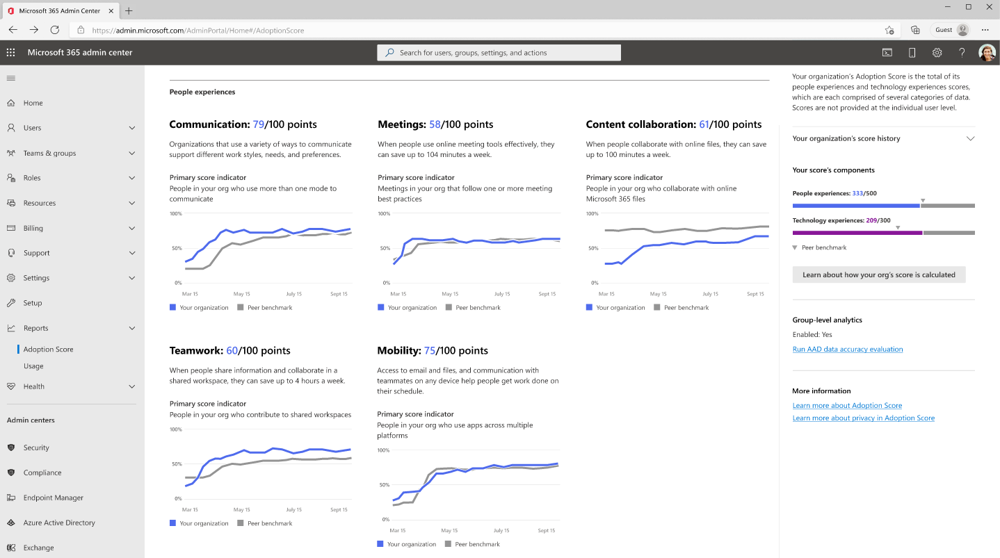 Microsoft 365 Admin Center
https://admin.microsoft.com/AdminPortal/Home#/AdoptionScore
Guest
Microsoft 365 admin center
Search for users, groups, settings, and actions
Home
Users
Teams & groups
Roles
Resources
Billing
Support
Settings
Setup
Reports
Adoption Score
Usage
Health
Admin centers
Security
Compliance
Endpoint Manager
Azure Active Directory
Exchange
People experiences
Communication: 79/100 points
Organizations that use a variety of ways to communicate
support different work styles, needs, and preferences.
Primary score indicator
People in your org who use more than one mode to
communicate
100%
50%
0%
Mar 15 May 15 July 15 Sept 15
Your organization Peer benchmark
Meetings: 58/100 points
When people use online meeting tools effectively, they
can save up to 104 minutes a week.
Primary score indicator
Meetings in your org that follow one or more meeting
best practices
100%
50%
0%
Mar 15 May 15 July 15 Sept 15
Your organization Peer benchmark
Content collaboration: 61/100 points
When people collaborate with online files, they can save
up to 100 minutes a week.
Primary score indicator
People in your org who collaborate with online
Microsoft 365 files
100%
50%
0%
Mar 15 May 15 July 15 Sept 15
Your organization Peer benchmark
Teamwork: 60/100 points
When people share information and collaborate in a
shared workspace, they can save up to 4 hours a week.
Primary score indicator
People in your org who contribute to shared workspaces
100%
50%
0%
Mar 15 May 15 July 15 Sept 15
Your organization Peer benchmark
Mobility: 75/100 points
Access to email and files, and communication with
teammates on any device help people get work done on
their schedule.
Primary score indicator
People in your org who use apps across multiple
platforms
100%
50%
0%
Mar 15 May 15 July 15 Sept 15
Your organization Peer benchmark
Your organization's Adoption Score is the total of its
people experiences and technology experiences scores,
which are each comprised of several categories of data.
Scores are not provided at the individual user level.
Your organization's score history
Your score's components
People experiences: 333/500
Technology experiences: 209/300
Peer benchmark
Learn about how your org's score is calculated
Group-level analytics
Enabled: Yes
Run AAD data accuracy evaluation
More information
Learn more about Adoption Score
Learn more about privacy in Adoption Score